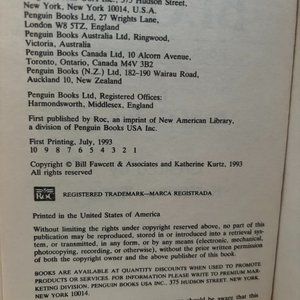 New York, New York 10014, U.S.A.
Penguin Books Ltd, 27 Wrights Lane,
London W8 5TZ, England
Penguin Books Australia Ltd, Ringwood,
Victoria, Australia
Penguin Books Canada Ltd, 10 Alcorn Avenue,
Toronto, Ontario, Canada M4V 3B2
Penguin Books (N.Z.) Ltd, 182-190 Wairau Road,
Auckland 10, New Zealand
Penguin Books Ltd, Registered Offices:
Harmondsworth, Middlesex, England
First published by Roc, an imprint of New American Library,
a division of Penguin Books USA Inc.
First Printing, July, 1993
10 9 8 7 6 5 4 3 2 1
Copyright © Bill Fawcett & Associates and Katherine Kurtz, 1993
All rights reserved
ROC
REGISTERED TRADEMARK—MARCA REGISTRADA
Printed in the United States of America
Without limiting the rights under copyright reserved above, no part of this
publication may be reproduced, stored in or introduced into a retrieval sys-
tem, or transmitted, in any form, or by any means (electronic, mechanical,
photocopying, recording, or otherwise), without the prior written permission
of both the copyright owner and the above publisher of this book.
BOOKS ARE AVAILABLE AT QUANTITY DISCOUNTS WHEN USED TO PROMOTE
PRODUCTS OR SERVICES. FOR INFORMATION PLEASE WRITE TO PREMIUM MAR-
KETING DIVISION, PENGUIN BOOKS USA INC., 375 HUDSON STREET, NEW YORK,
NEW YORK 10014.
should be aware that